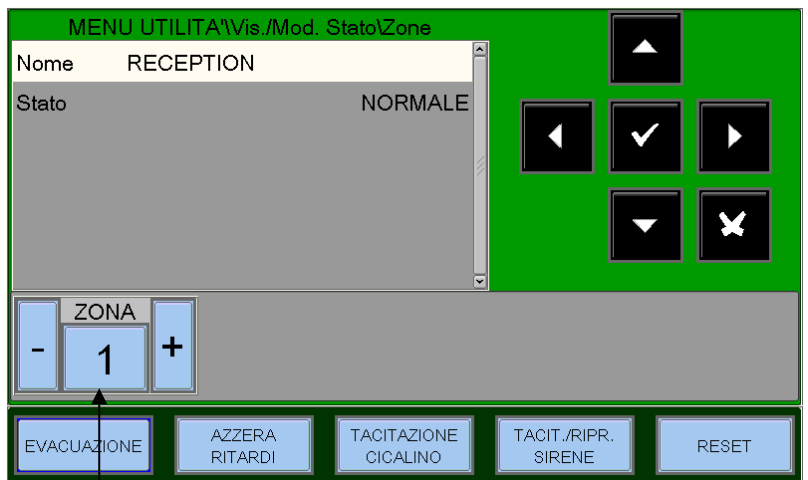 MENU UTILITA'\Vis./Mod. Stato\Zone
Nome RECEPTION
Stato NORMALE
ZONA
- 1 +
EVACUAZIONE
AZZERA
RITARDI
TACITAZIONE
CICALINO
TACIT./RIPR.
SIRENE
RESET